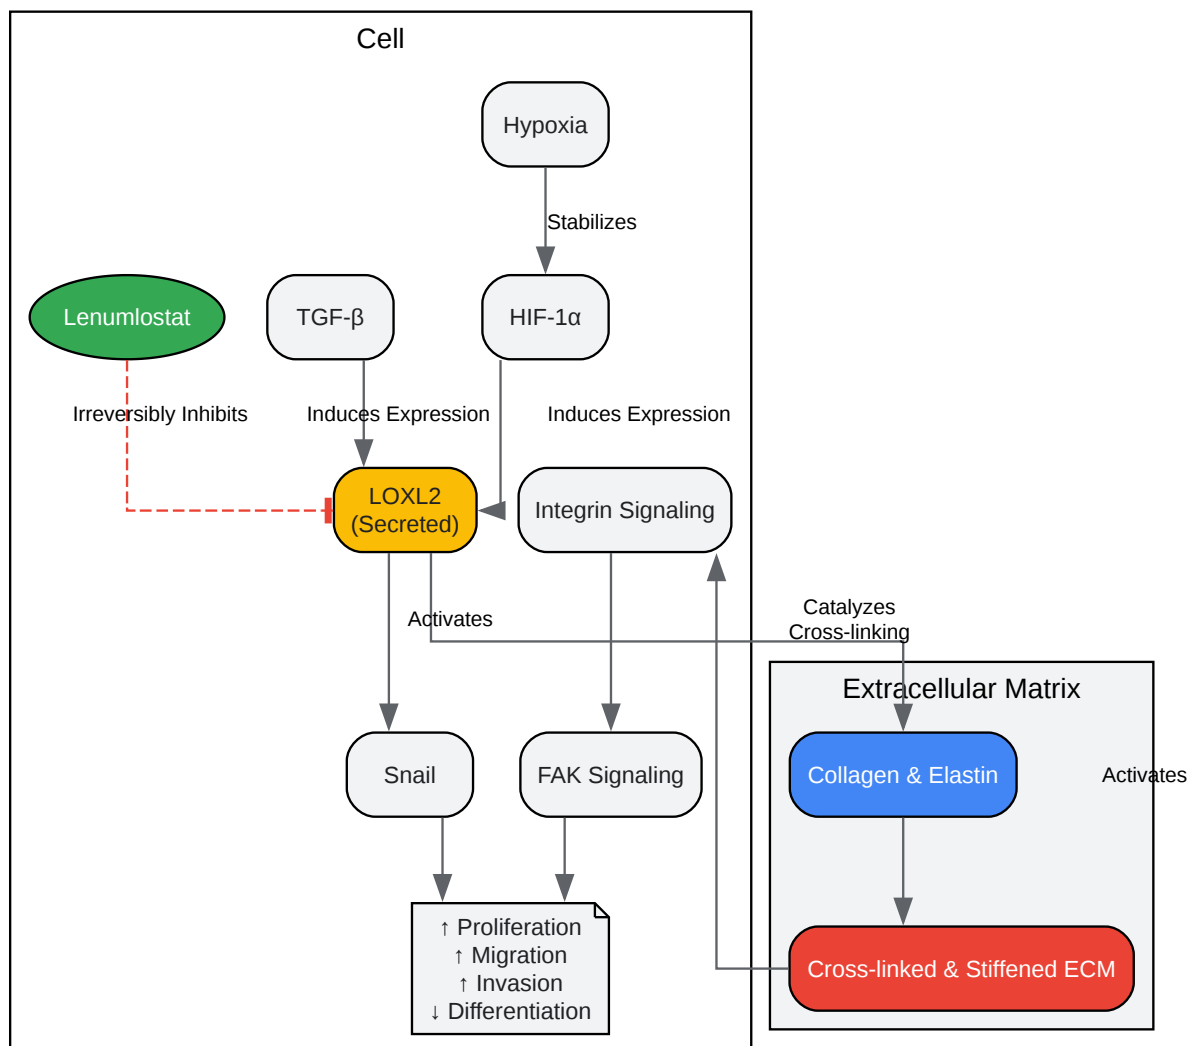 Cell
Hypoxia
Stabilizes
Lenumlostat
TGF-β
HIF-1α
Irreversibly Inhibits
Induces Expression
Induces Expression
LOXL2
(Secreted)
Integrin Signaling
Activates
Catalyzes
Cross-linking
Extracellular Matrix
Snail
FAK Signaling
Collagen & Elastin
Activates
↑ Proliferation
↑ Migration
↑ Invasion
↓ Differentiation
Cross-linked & Stiffened ECM